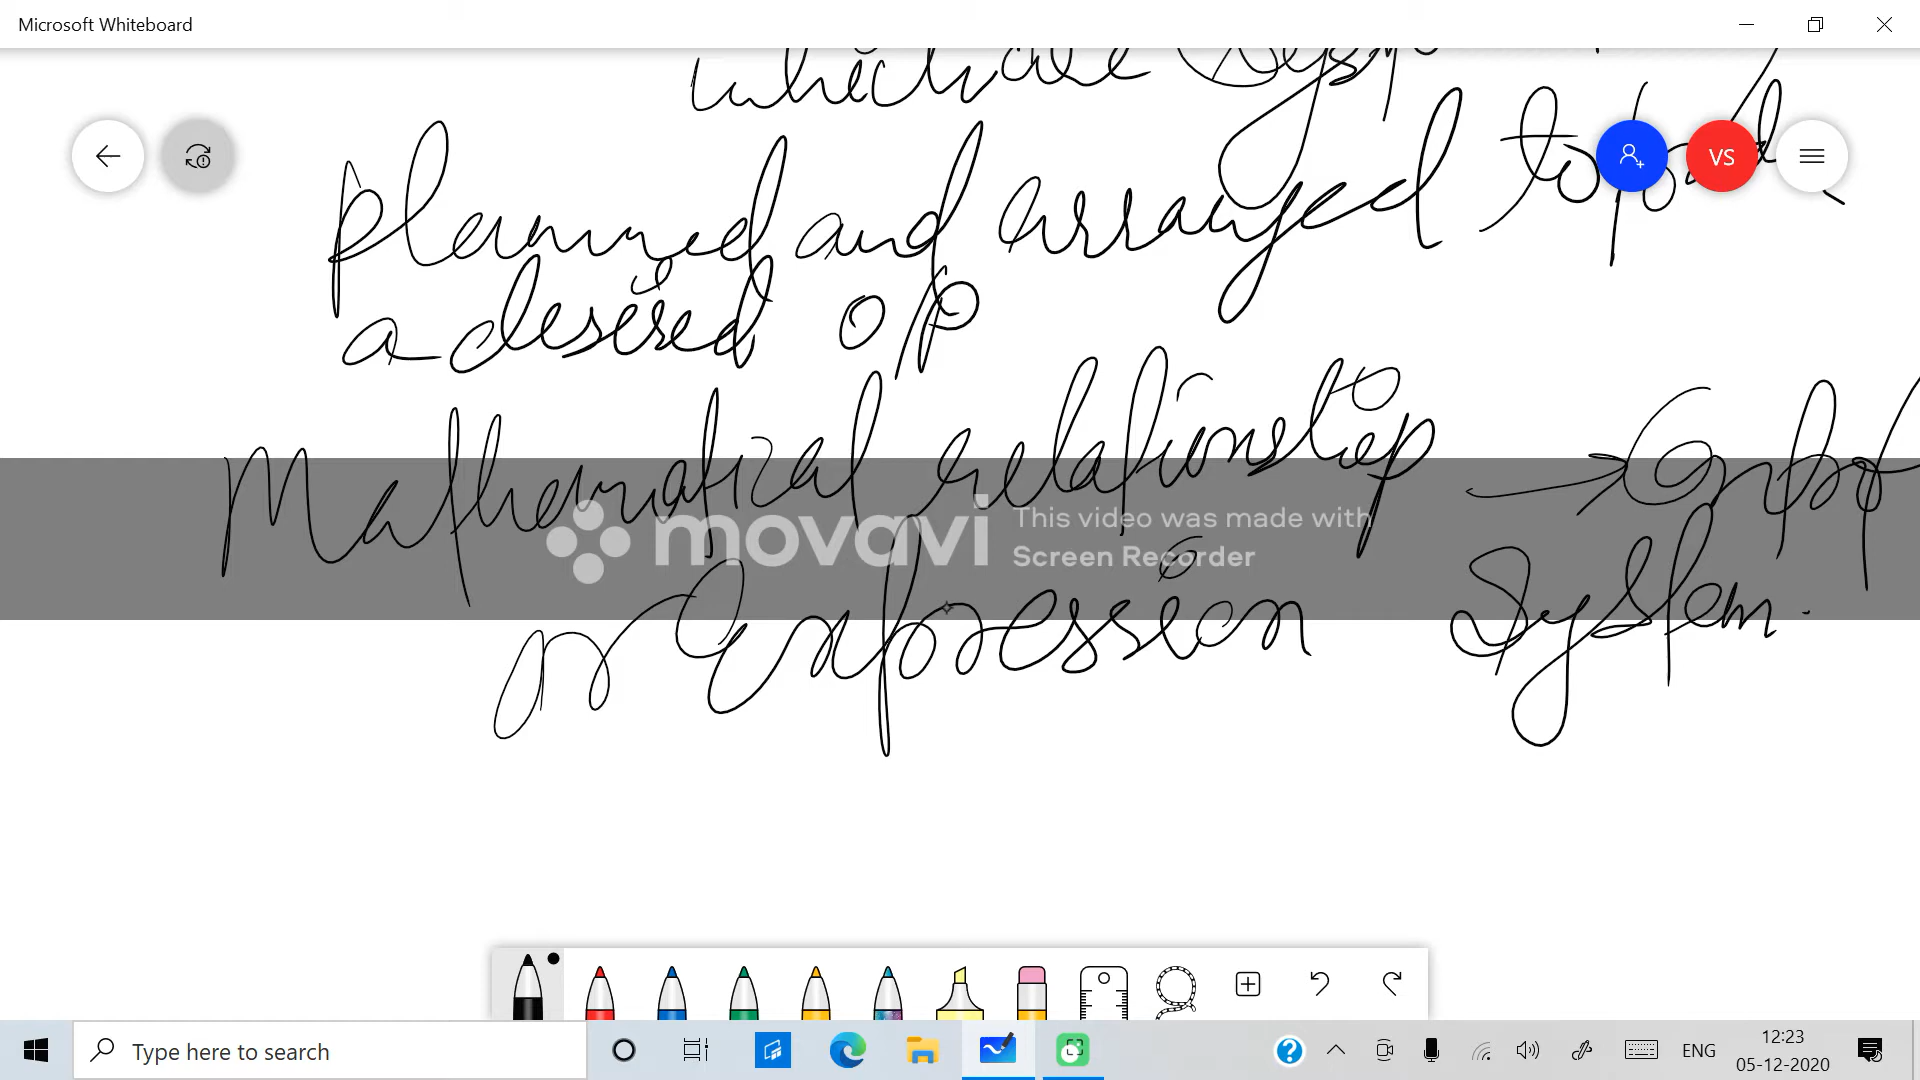 Microsoft Whiteboard
which are
planned and arranged to
VS
a desired o/p
Mathematical relationship →
or expression System.
movavi
This video was made with
Screen Recorder
Type here to search
ENG
12:23
05-12-2020